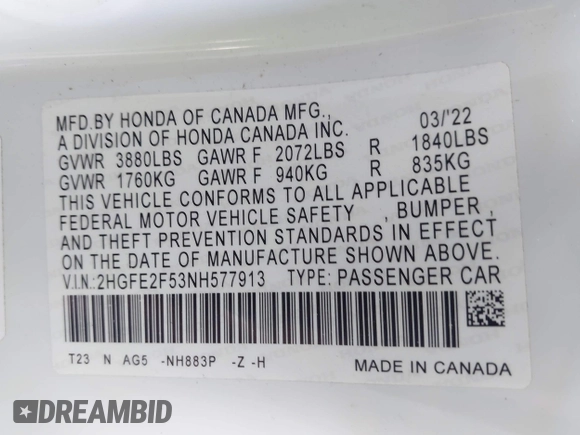 MFD.BY HONDA OF CANADA MFG., 03/'22
A DIVISION OF HONDA CANADA INC.
GVWR 3880LBS GAWR F 2072LBS R 1840LBS
GVWR 1760KG GAWR F 940KG R 835KG
THIS VEHICLE CONFORMS TO ALL APPLICABLE
FEDERAL MOTOR VEHICLE SAFETY , BUMPER ,
AND THEFT PREVENTION STANDARDS IN EFFECT
ON THE DATE OF MANUFACTURE SHOWN ABOVE.
V.I.N.:2HGFE2F53NH577913 TYPE: PASSENGER CAR
T23 N AG5 -NH883P -Z -H
MADE IN CANADA
DREAMBID